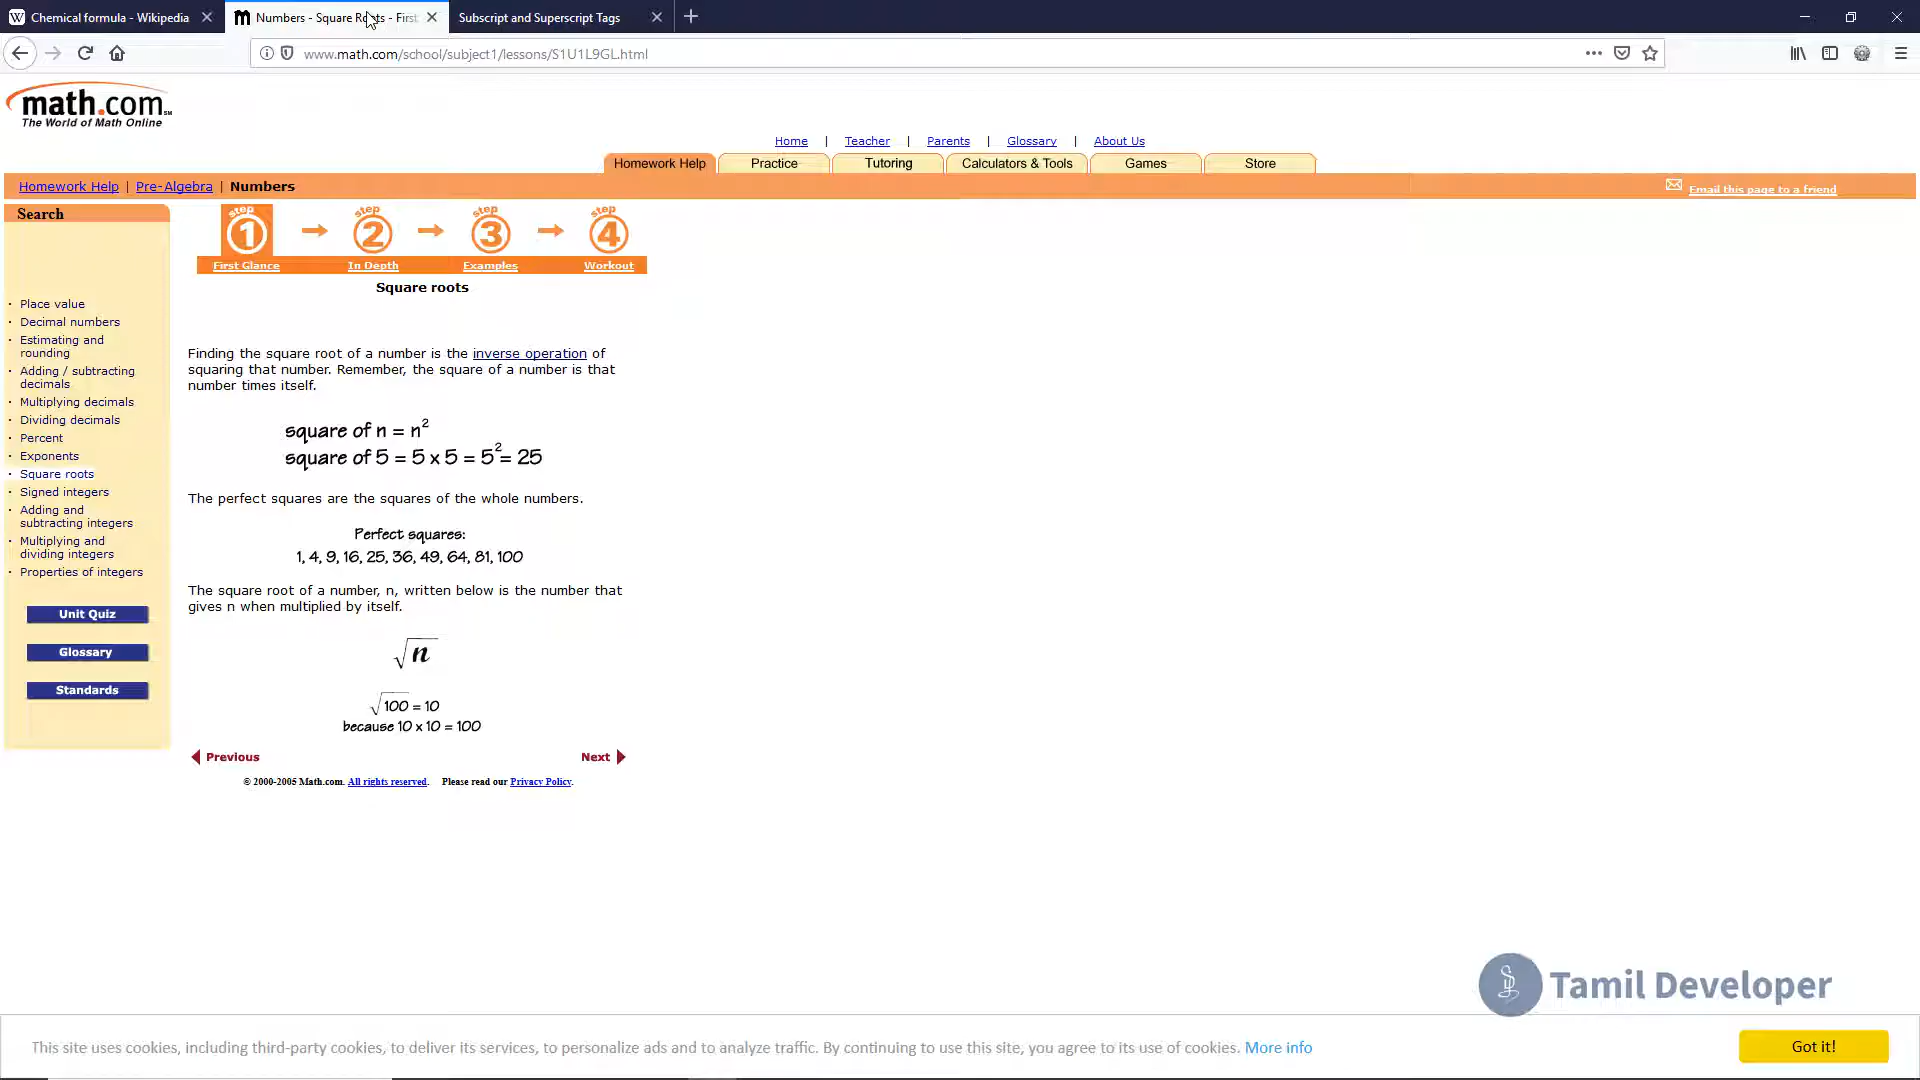 Chemical formula - Wikipedia
Numbers - Square Roots - First
Subscript and Superscript Tags
www.math.com/school/subject1/lessons/S1U1L9GL.html
math.com
The World of Math Online
Home | Teacher | Parents | Glossary | About Us
Homework Help Practice Tutoring Calculators & Tools Games Store
Homework Help | Pre-Algebra | Numbers
Email this page to a friend
Search
step 1 step 2 step 3 step 4
First Glance In Depth Examples Workout
Square roots
· Place value
· Decimal numbers
· Estimating and
rounding
· Adding / subtracting
decimals
· Multiplying decimals
· Dividing decimals
· Percent
· Exponents
· Square roots
· Signed integers
· Adding and
subtracting integers
· Multiplying and
dividing integers
· Properties of integers
Unit Quiz
Glossary
Standards
Finding the square root of a number is the inverse operation of
squaring that number. Remember, the square of a number is that
number times itself.
square of n = n²
square of 5 = 5 x 5 = 5² = 25
The perfect squares are the squares of the whole numbers.
Perfect squares:
1, 4, 9, 16, 25, 36, 49, 64, 81, 100
The square root of a number, n, written below is the number that
gives n when multiplied by itself.
√n
√100 = 10
because 10 x 10 = 100
Previous Next
© 2000-2005 Math.com. All rights reserved. Please read our Privacy Policy.
Tamil Developer
This site uses cookies, including third-party cookies, to deliver its services, to personalize ads and to analyze traffic. By continuing to use this site, you agree to its use of cookies. More info
Got it!